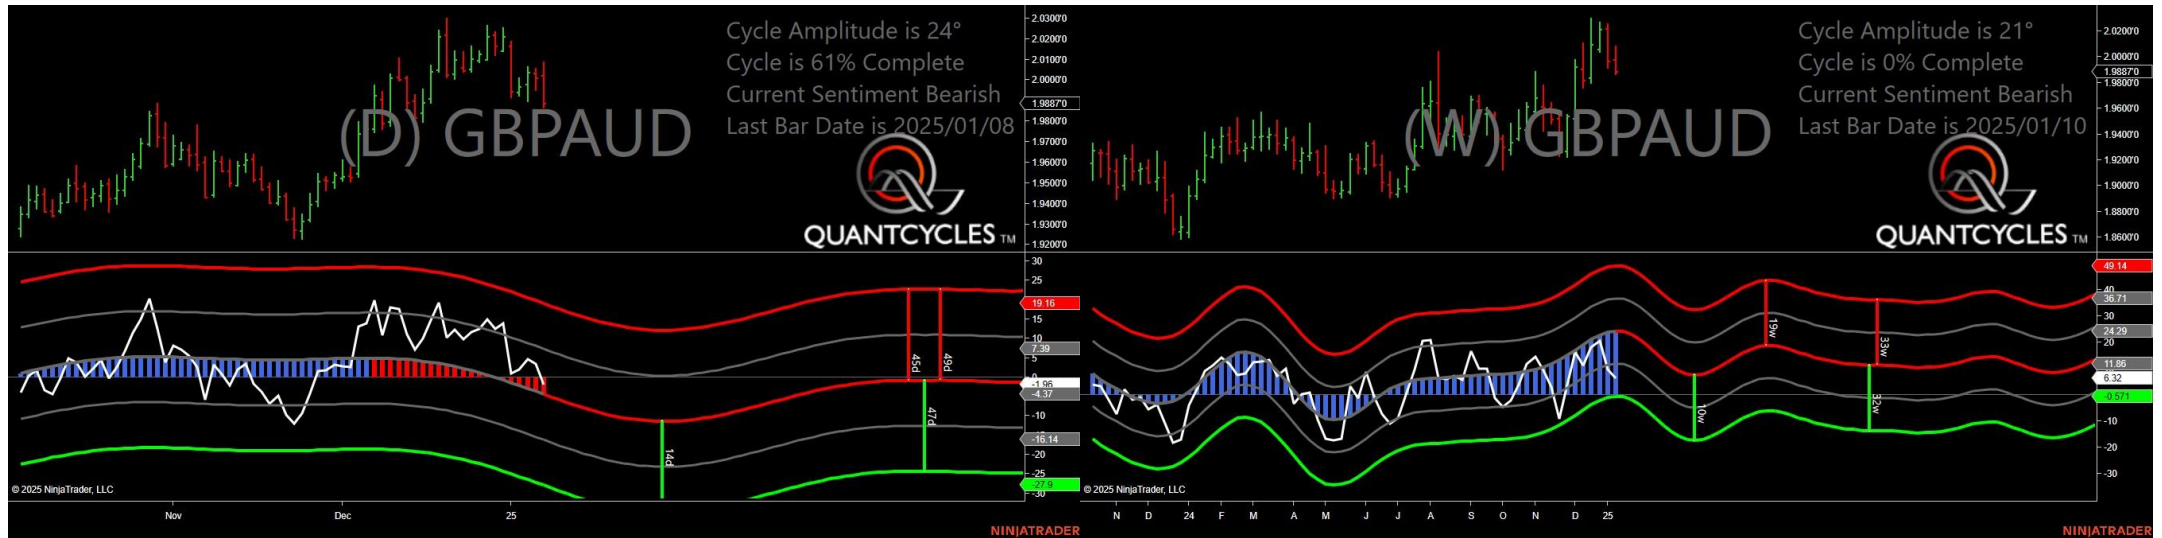 Cycle Amplitude is 24°
Cycle is 61% Complete
Current Sentiment Bearish
Last Bar Date is 2025/01/08
(D) GBPAUD
QUANTCYCLES TM
2.0300'0
2.0200'0
2.0100'0
2.0000'0
1.9887'0
1.9800'0
1.9700'0
1.9600'0
1.9500'0
1.9400'0
1.9300'0
1.9200'0
30
25
19.16
15
10
7.39
5
0
-1.96
-4.37
-10
-16.14
-20
-25
-27.9
-30
45d
49d
47d
14d
© 2025 NinjaTrader, LLC
Nov
Dec
25
NINJATRADER
Cycle Amplitude is 21°
Cycle is 0% Complete
Current Sentiment Bearish
Last Bar Date is 2025/01/10
(W) GBPAUD
QUANTCYCLES TM
2.0200'0
2.0000'0
1.9887'0
1.9800'0
1.9600'0
1.9400'0
1.9200'0
1.9000'0
1.8800'0
1.8600'0
49.14
40
36.71
30
24.29
20
11.86
6.32
-0.571
-10
-20
-30
19w
33w
10w
32w
© 2025 NinjaTrader, LLC
N D 24 F M A M J J A S O N D 25
NINJATRADER